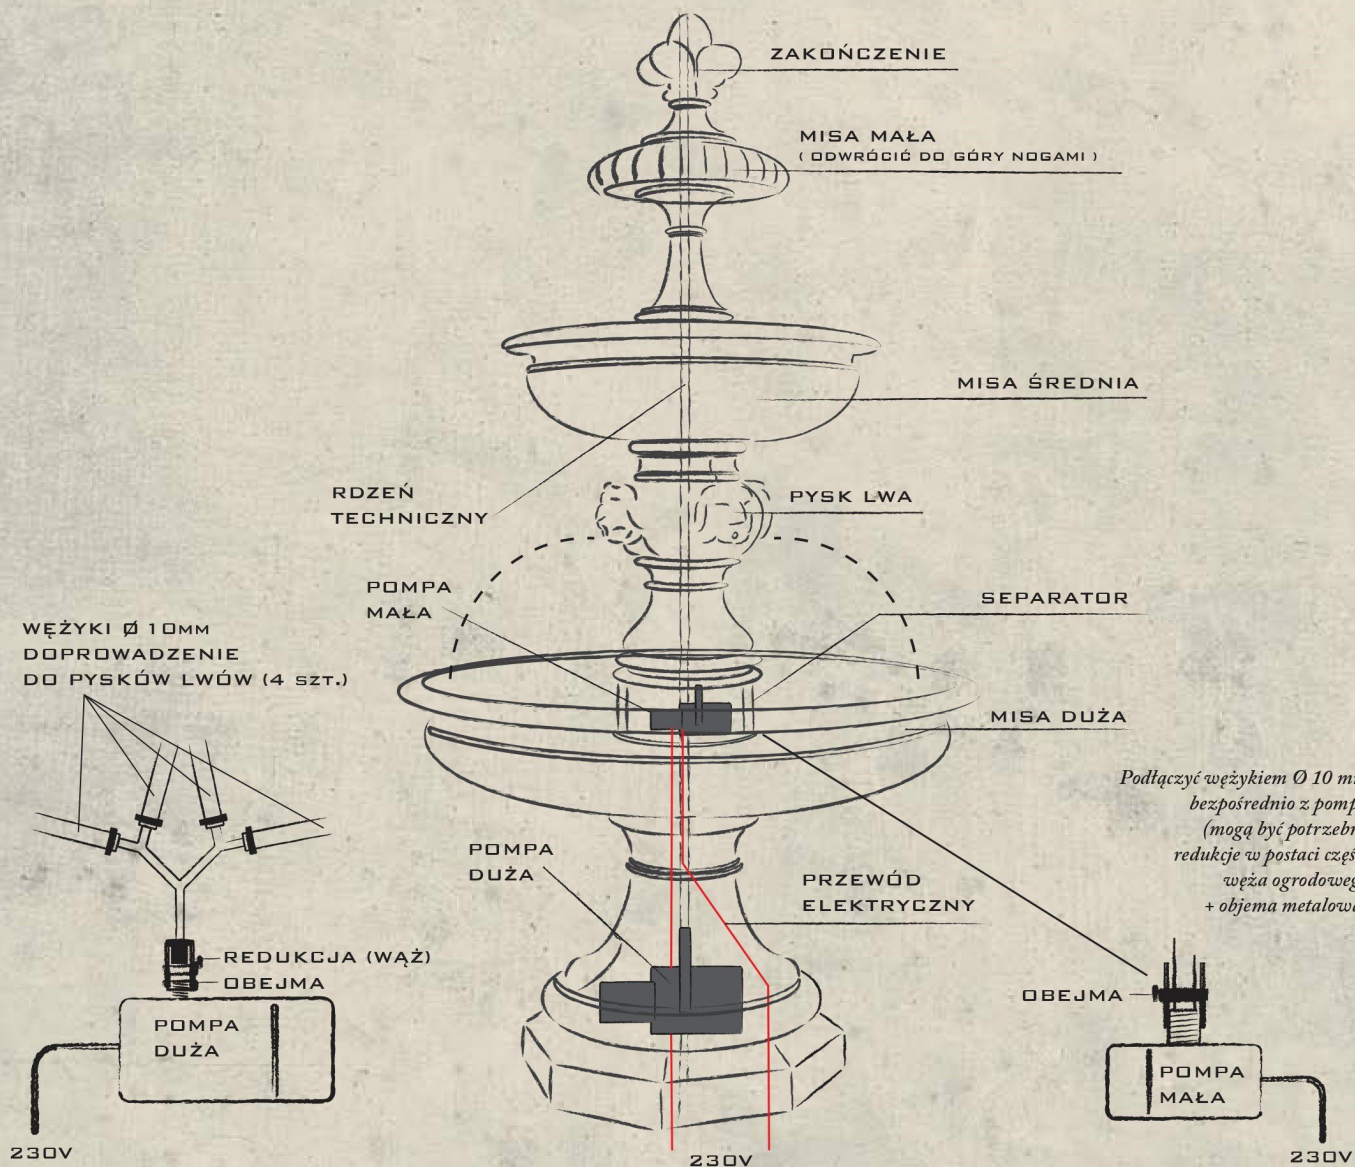 ZAKOŃCZENIE
MISA MAŁA
( ODWRÓCIĆ DO GÓRY NOGAMI )
MISA ŚREDNIA
RDZEŃ
TECHNICZNY
PYSK LWA
POMPA
MAŁA
SEPARATOR
WĘŻYKI Ø 10MM
DOPROWADZENIE
DO PYSKÓW LWÓW (4 SZT.)
MISA DUŻA
Podłączyć wężykiem Ø 10 m
bezpośrednio z pomp
(mogą być potrzebn
redukcje w postaci częś
węża ogrodoweg
+ objema metalowa
POMPA
DUŻA
PRZEWÓD
ELEKTRYCZNY
REDUKCJA (WĄŻ)
OBEJMA
POMPA
DUŻA
230V
230V
OBEJMA
POMPA
MAŁA
230V